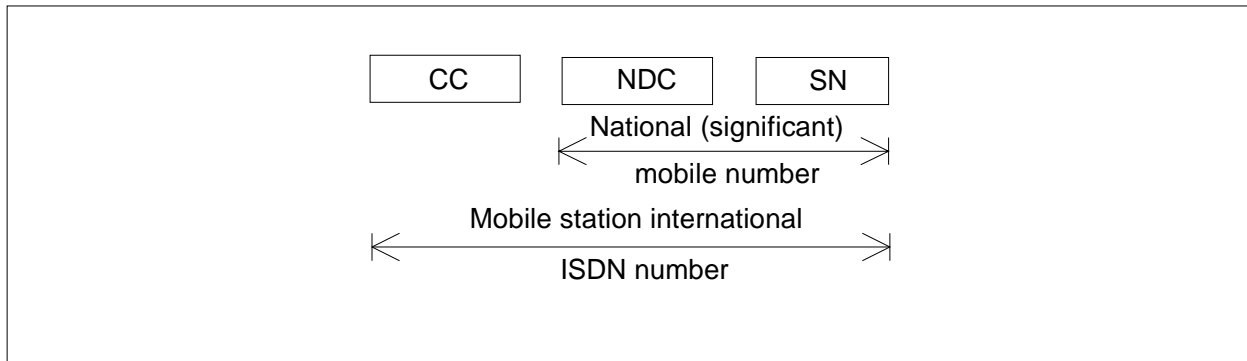 CC NDC SN
National (significant)
mobile number
Mobile station international
ISDN number